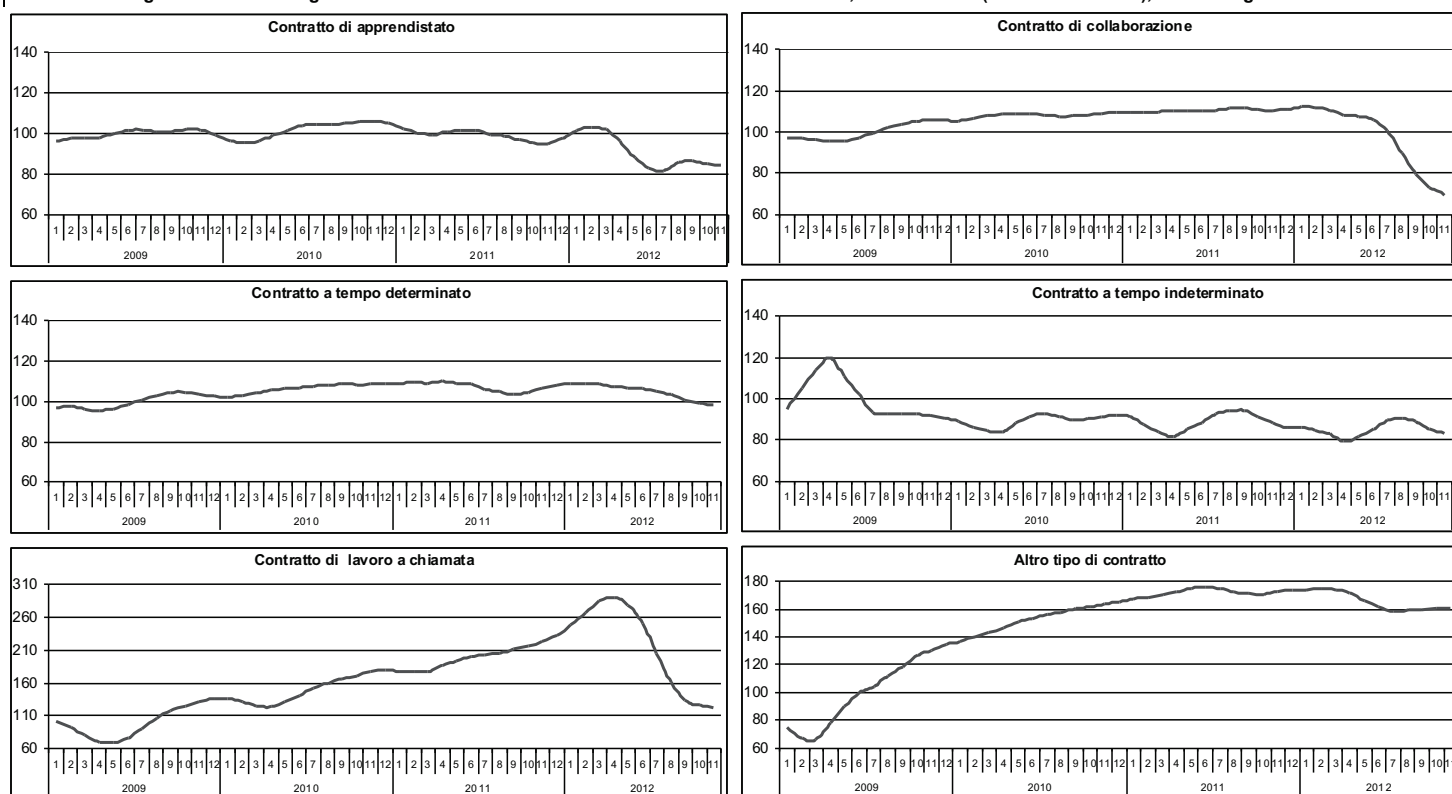 Contratto di apprendistato
140
120
100
80
60
1 2 3 4 5 6 7 8 9 10 11 12 1 2 3 4 5 6 7 8 9 10 11 12 1 2 3 4 5 6 7 8 9 10 11 12 1 2 3 4 5 6 7 8 9 10 11
2009 2010 2011 2012
Contratto di collaborazione
140
120
100
80
60
1 2 3 4 5 6 7 8 9 10 11 12 1 2 3 4 5 6 7 8 9 10 11 12 1 2 3 4 5 6 7 8 9 10 11 12 1 2 3 4 5 6 7 8 9 10 11
2009 2010 2011 2012
Contratto a tempo determinato
140
120
100
80
60
1 2 3 4 5 6 7 8 9 10 11 12 1 2 3 4 5 6 7 8 9 10 11 12 1 2 3 4 5 6 7 8 9 10 11 12 1 2 3 4 5 6 7 8 9 10 11
2009 2010 2011 2012
Contratto a tempo indeterminato
140
120
100
80
60
1 2 3 4 5 6 7 8 9 10 11 12 1 2 3 4 5 6 7 8 9 10 11 12 1 2 3 4 5 6 7 8 9 10 11 12 1 2 3 4 5 6 7 8 9 10 11
2009 2010 2011 2012
Contratto di lavoro a chiamata
310
260
210
160
110
60
1 2 3 4 5 6 7 8 9 10 11 12 1 2 3 4 5 6 7 8 9 10 11 12 1 2 3 4 5 6 7 8 9 10 11 12 1 2 3 4 5 6 7 8 9 10 11
2009 2010 2011 2012
Altro tipo di contratto
180
160
140
120
100
80
60
1 2 3 4 5 6 7 8 9 10 11 12 1 2 3 4 5 6 7 8 9 10 11 12 1 2 3 4 5 6 7 8 9 10 11 12 1 2 3 4 5 6 7 8 9 10
2009 2010 2011 2012